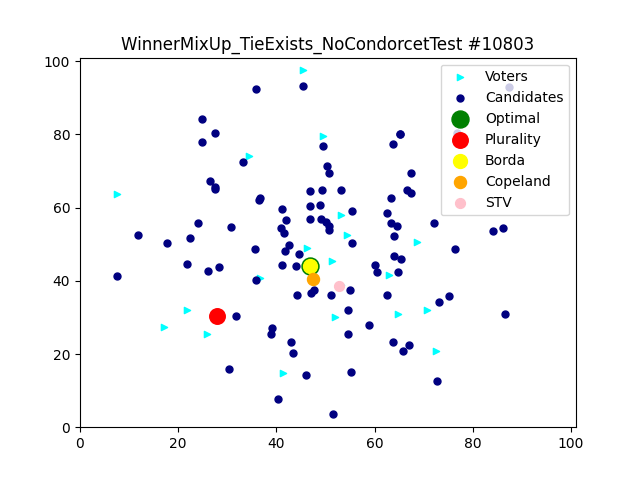 WinnerMixUp_TieExists_NoCondorcetTest #10803
100
80
60
40
20
0
Voters
Candidates
Optimal
Plurality
Borda
Copeland
STV
0 20 40 60 80 100